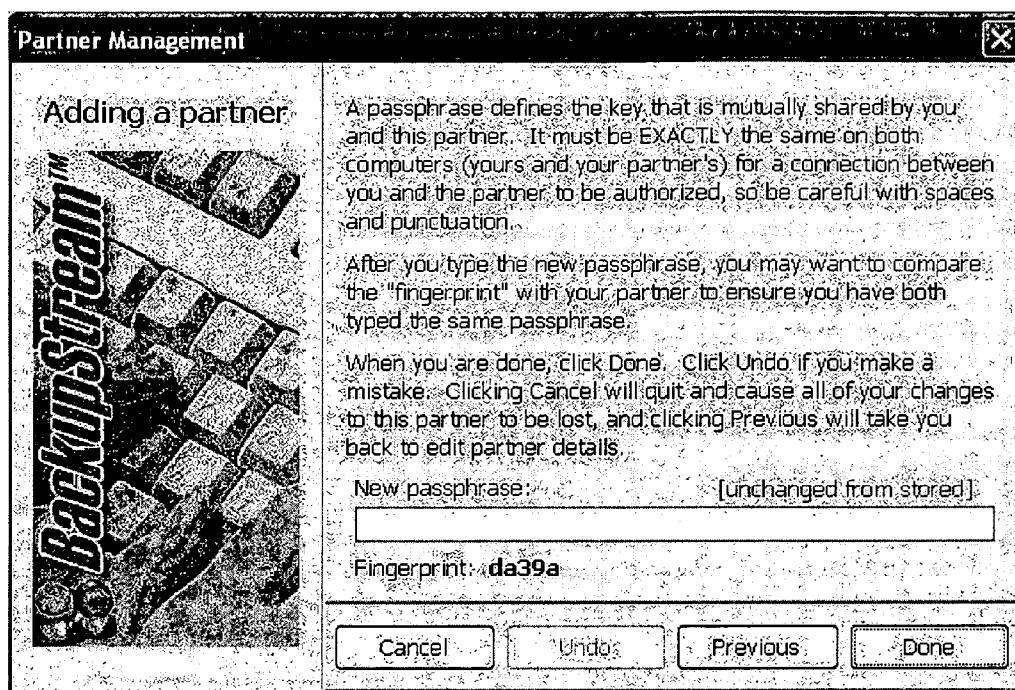 Partner Management
Adding a partner
BackupStream™
A passphrase defines the key that is mutually shared by you
and this partner. It must be EXACTLY the same on both
computers (yours and your partner's) for a connection between
you and the partner to be authorized, so be careful with spaces
and punctuation.
After you type the new passphrase, you may want to compare
the "fingerprint" with your partner to ensure you have both
typed the same passphrase.
When you are done, click Done. Click Undo if you make a
mistake. Clicking Cancel will quit and cause all of your changes
to this partner to be lost, and clicking Previous will take you
back to edit partner details.
New passphrase: [unchanged from stored]
Fingerprint: da39a
Cancel Undo Previous Done